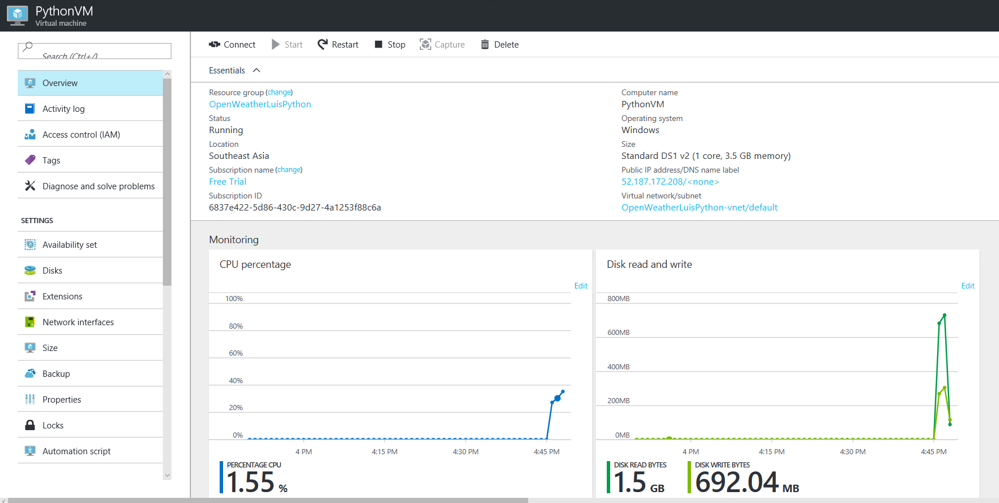 PythonVM
Virtual machine
Search (Ctrl+/)
Overview
Activity log
Access control (IAM)
Tags
Diagnose and solve problems
SETTINGS
Availability set
Disks
Extensions
Network interfaces
Size
Backup
Properties
Locks
Automation script
Connect Start Restart Stop Capture Delete
Essentials
Resource group (change)
OpenWeatherLuisPython
Status
Running
Location
Southeast Asia
Subscription name (change)
Free Trial
Subscription ID
6837e422-5d86-430c-9d27-4a1253f88c6a
Computer name
PythonVM
Operating system
Windows
Size
Standard DS1 v2 (1 core, 3.5 GB memory)
Public IP address/DNS name label
52.187.172.208/<none>
Virtual network/subnet
OpenWeatherLuisPython-vnet/default
Monitoring
CPU percentage
Edit
100%
80%
60%
40%
20%
0%
4 PM 4:15 PM 4:30 PM 4:45 PM
PERCENTAGE CPU
1.55 %
Disk read and write
Edit
800MB
600MB
400MB
200MB
0MB
4 PM 4:15 PM 4:30 PM 4:45 PM
DISK READ BYTES
1.5 GB
DISK WRITE BYTES
692.04 MB